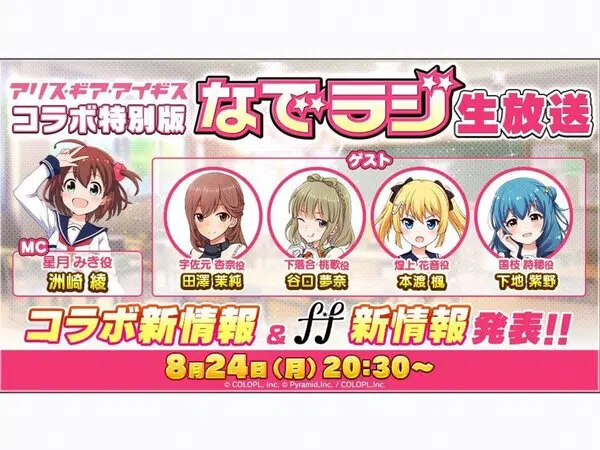 アリス・ギア・アイギス
コラボ特別版
なで♥ラジ生放送
ゲスト
MC
星月 みき役
洲崎 綾
宇佐元 杏奈役
田澤 茉純
下落合 桃歌役
谷口 夢奈
煌上 花音役
本渡 楓
国枝 詩穂役
下地 紫野
コラボ新情報 & f*f 新情報発表!!
8月24日(月) 20:30~
© COLOPL, Inc. © Pyramid,Inc. / COLOPL,Inc.